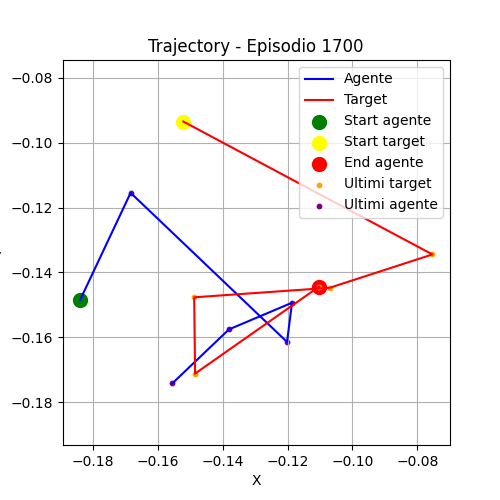 Trajectory - Episodio 1700
Agente
Target
Start agente
Start target
End agente
Ultimi target
Ultimi agente
−0.08
−0.10
−0.12
−0.14
−0.16
−0.18
−0.18
−0.16
−0.14
−0.12
−0.10
−0.08
X